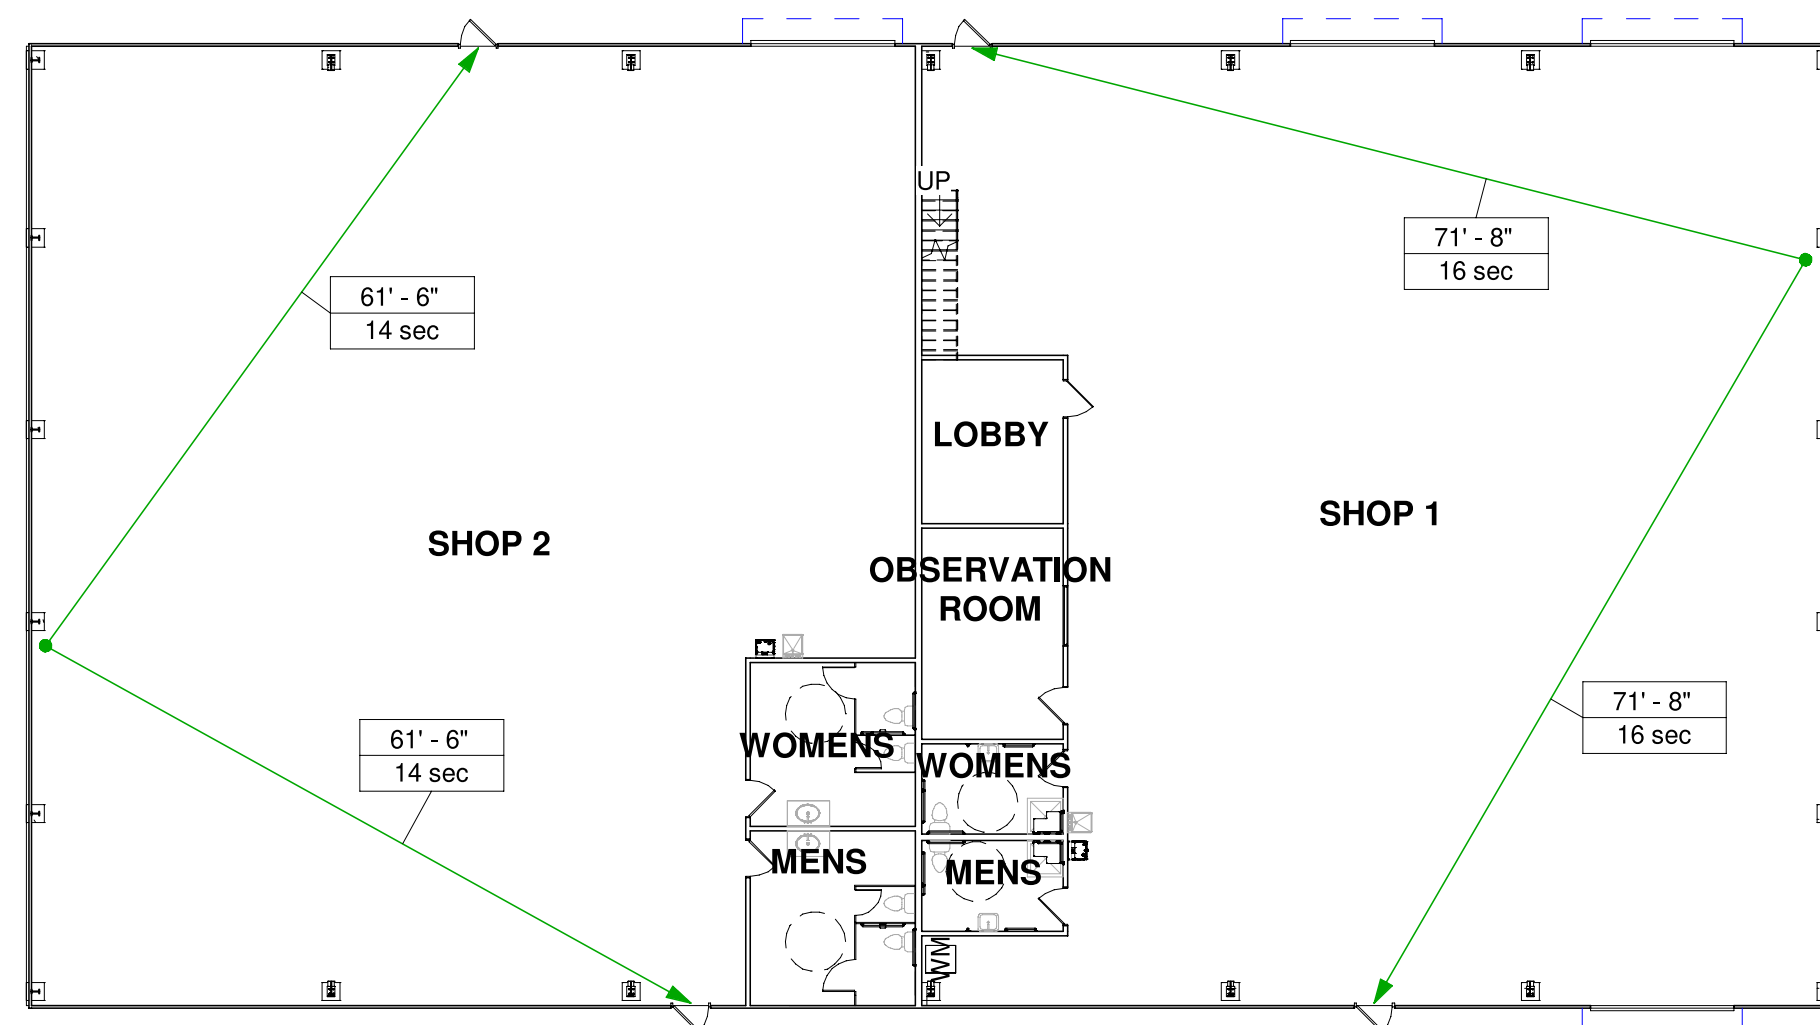 UP
71' - 8"
16 sec
61' - 6"
14 sec
LOBBY
SHOP 1
SHOP 2
OBSERVATION
ROOM
71' - 8"
16 sec
61' - 6"
14 sec
WOMENS
WOMENS
MENS
MENS
WM